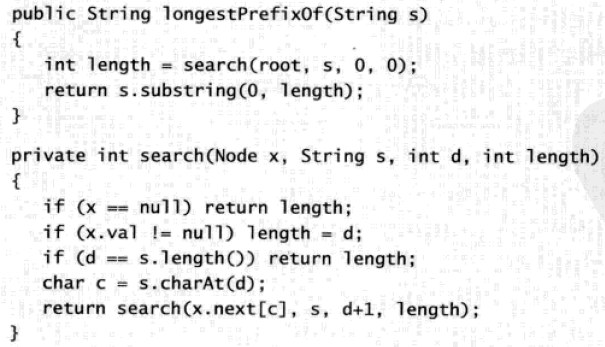 public String longestPrefixOf(String s)
{
int length = search(root, s, 0, 0);
return s.substring(0, length);
}
private int search(Node x, String s, int d, int length)
{
if (x == null) return length;
if (x.val != null) length = d;
if (d == s.length()) return length;
char c = s.charAt(d);
return search(x.next[c], s, d+1, length);
}